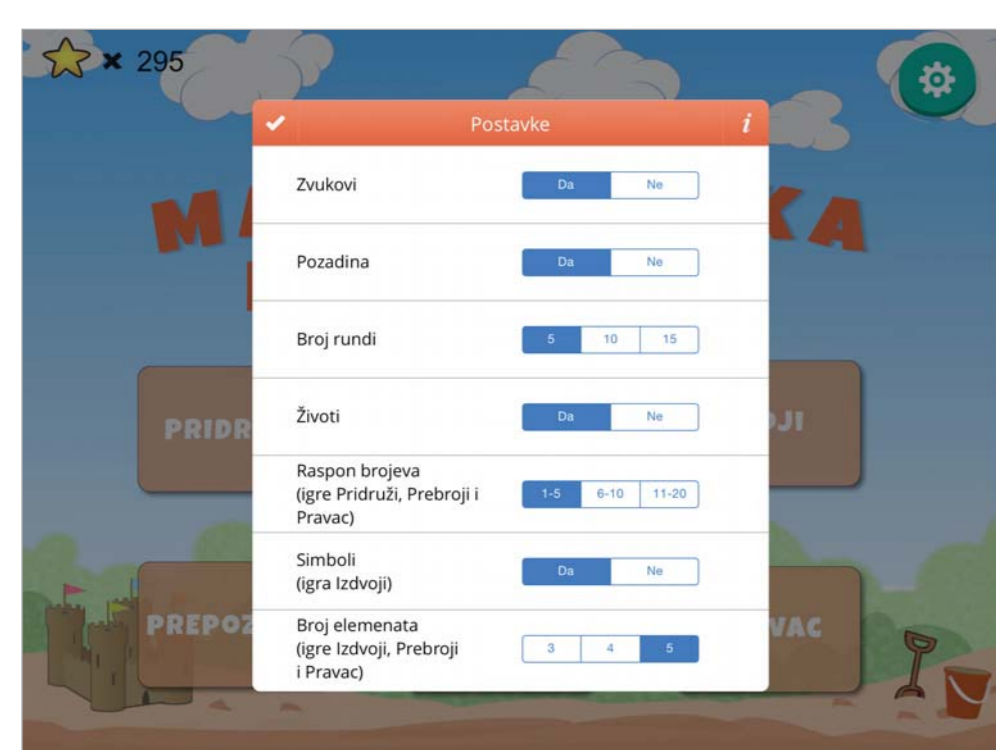 295
Postavke
i
Zvukovi
Da Ne
Pozadina
Da Ne
Broj rundi
5 10 15
Životi
Da Ne
Raspon brojeva
(igre Pridruži, Prebroji i
Pravac)
1-5 6-10 11-20
Simboli
(igra Izdvoji)
Da Ne
Broj elemenata
(igre Izdvoji, Prebroji
i Pravac)
3 4 5